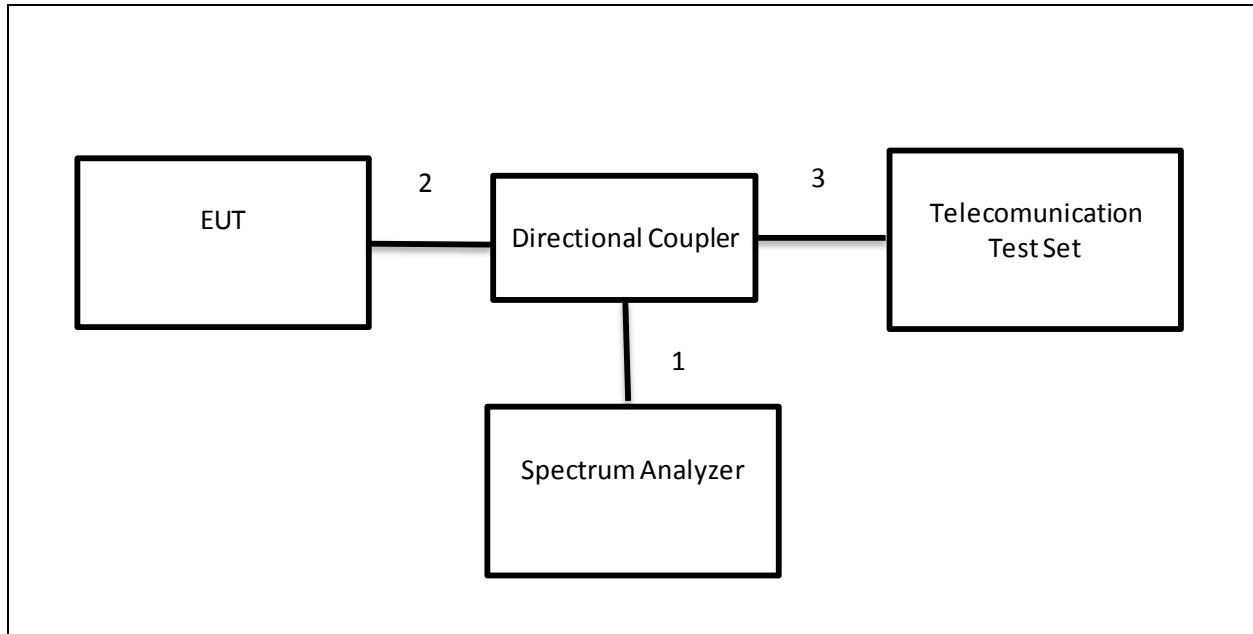 EUT
2
Directional Coupler
3
Telecomunication
Test Set
1
Spectrum Analyzer